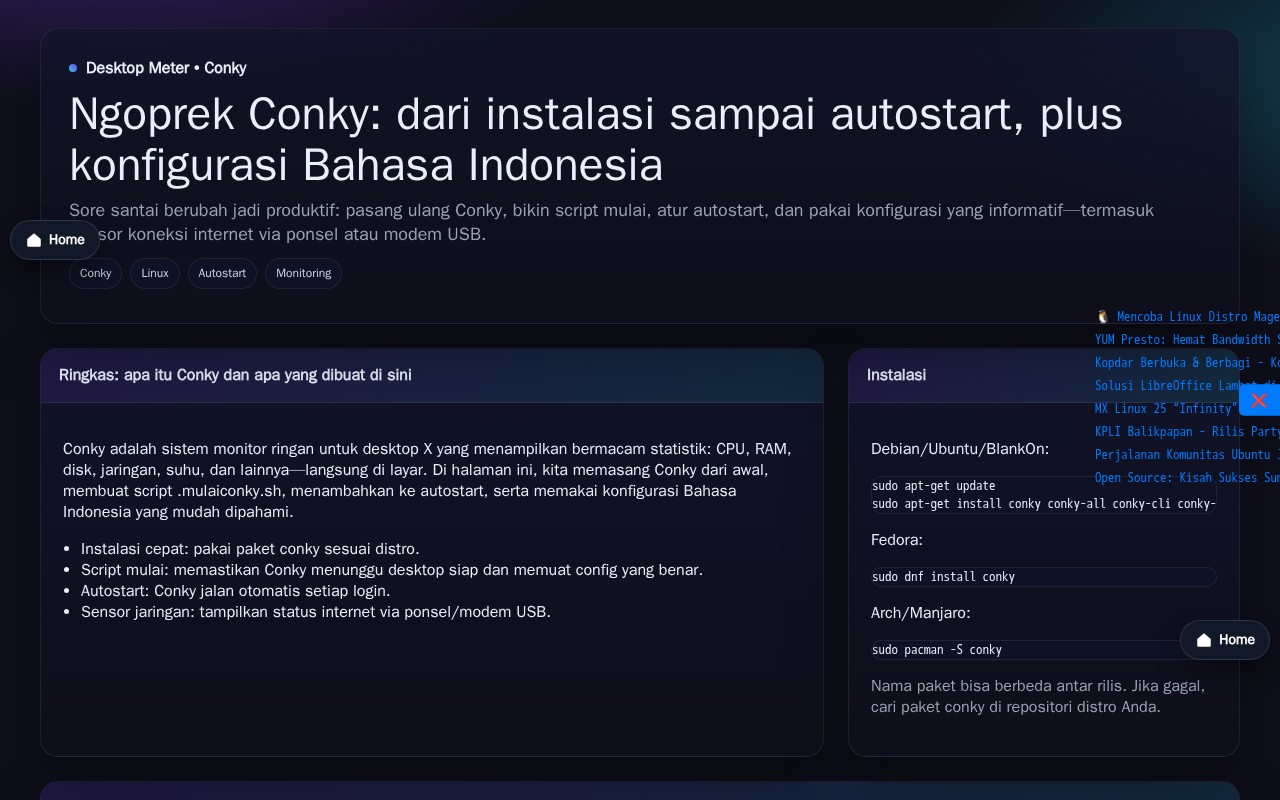 Desktop Meter • Conky
Ngoprek Conky: dari instalasi sampai autostart, plus
konfigurasi Bahasa Indonesia
Sore santai berubah jadi produktif: pasang ulang Conky, bikin script mulai, atur autostart, dan pakai konfigurasi yang informatif—termasuk
koneksi internet via ponsel atau modem USB.
Home
Conky
Linux
Autostart
Monitoring
🐧 Mencoba Linux Distro Mage
YUM Presto: Hemat Bandwidth
Kopdar Berbuka & Berbagi - Ko
Solusi LibreOffice
MX Linux 25 "Infinity"
KPLI Balikpapan - Rilis Party
Perjalanan Komunitas Ubuntu
Open Source: Kisah Sukses Sun
Ringkas: apa itu Conky dan apa yang dibuat di sini
Conky adalah sistem monitor ringan untuk desktop X yang menampilkan bermacam statistik: CPU, RAM,
disk, jaringan, suhu, dan lainnya—langsung di layar. Di halaman ini, kita memasang Conky dari awal,
membuat script .mulaiconky.sh, menambahkan ke autostart, serta memakai konfigurasi Bahasa
Indonesia yang mudah dipahami.
• Instalasi cepat: pakai paket conky sesuai distro.
• Script mulai: memastikan Conky menunggu desktop siap dan memuat config yang benar.
• Autostart: Conky jalan otomatis setiap login.
• Sensor jaringan: tampilkan status internet via ponsel/modem USB.
Instalasi
Debian/Ubuntu/BlankOn:
sudo apt-get update
sudo apt-get install conky conky-all conky-cli conky-
Fedora:
sudo dnf install conky
Arch/Manjaro:
sudo pacman -S conky
Home
Nama paket bisa berbeda antar rilis. Jika gagal,
cari paket conky di repositori distro Anda.